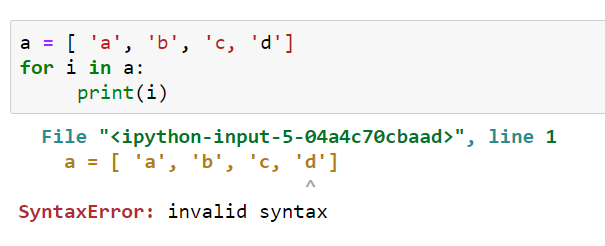 a = [ 'a', 'b', 'c, 'd']
for i in a:
     print(i)
File "<ipython-input-5-04a4c70cbaad>", line 1
a = [ 'a', 'b', 'c, 'd']
^
SyntaxError: invalid syntax